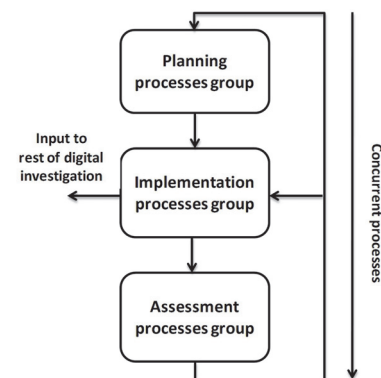 Planning
processes group
Input to
rest of digital
investigation
Implementation
processes group
Concurrent processes
Assessment
processes group